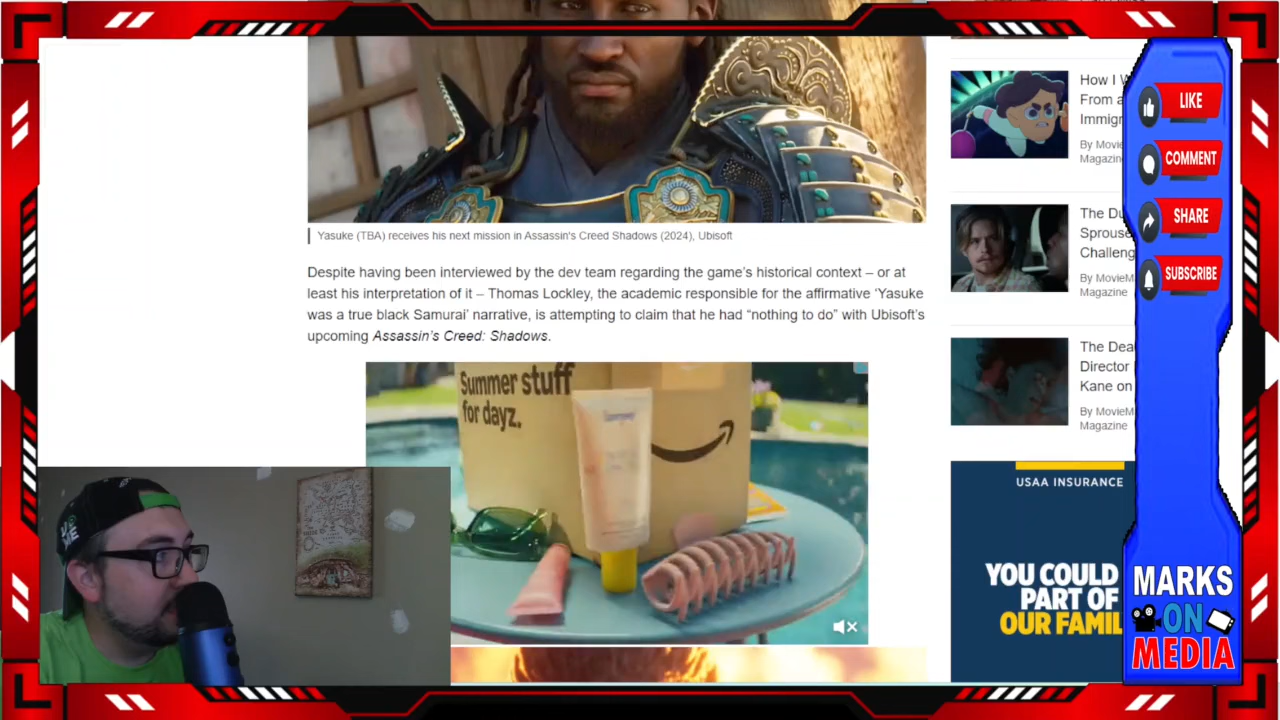 Yasuke (TBA) receives his next mission in Assassin's Creed Shadows (2024), Ubisoft
Despite having been interviewed by the dev team regarding the game's historical context – or at
least his interpretation of it – Thomas Lockley, the academic responsible for the affirmative 'Yasuke
was a true black Samurai' narrative, is attempting to claim that he had “nothing to do” with Ubisoft's
upcoming Assassin's Creed: Shadows.
Summer stuff
for dayz.
How I
From a
Immigr
By Movie
Magazine
The Du
Sprouse
Challeng
By MovieM
Magazine
The Dea
Director
Kane on
By MovieM
Magazine
USAA INSURANCE
YOU COULD
PART OF
OUR FAMIL
LIKE
COMMENT
SHARE
SUBSCRIBE
MARKS
ON
MEDIA